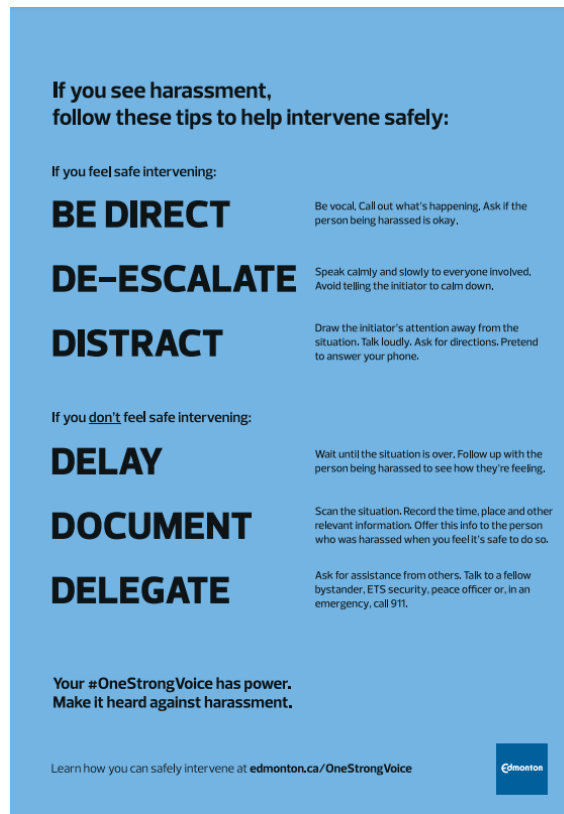 If you see harassment,
follow these tips to help intervene safely:
If you feel safe intervening:
BE DIRECT
Be vocal. Call out what's happening. Ask if the
person being harassed is okay.
DE-ESCALATE
Speak calmly and slowly to everyone involved.
Avoid telling the initiator to calm down.
DISTRACT
Draw the initiator's attention away from the
situation. Talk loudly. Ask for directions. Pretend
to answer your phone.
If you don't feel safe intervening:
DELAY
Wait until the situation is over. Follow up with the
person being harassed to see how they're feeling.
DOCUMENT
Scan the situation. Record the time, place and other
relevant information. Offer this info to the person
who was harassed when you feel it's safe to do so.
DELEGATE
Ask for assistance from others. Talk to a fellow
bystander, ETS security, peace officer or, in an
emergency, call 911.
Your #OneStrongVoice has power.
Make it heard against harassment.
Learn how you can safely intervene at edmonton.ca/OneStrongVoice
Edmonton